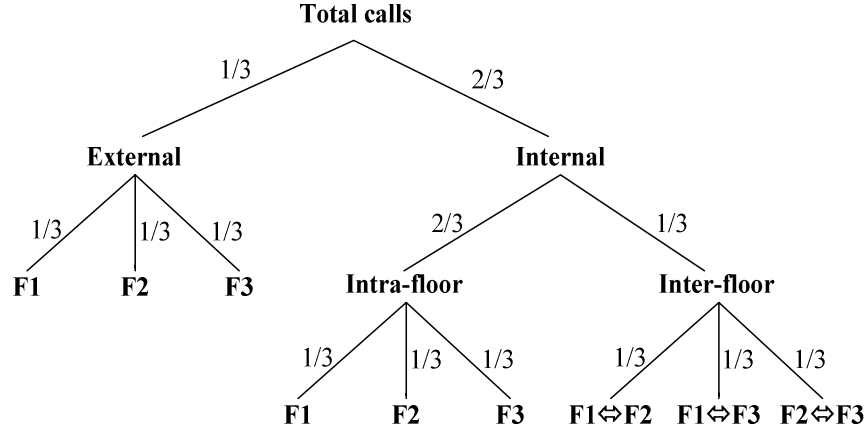 Total calls
1/3 2/3
External Internal
1/3 1/3 1/3 2/3 1/3
F1 F2 F3 Intra-floor Inter-floor
1/3 1/3 1/3 1/3 1/3 1/3
F1 F2 F3 F1⇔F2 F1⇔F3 F2⇔F3